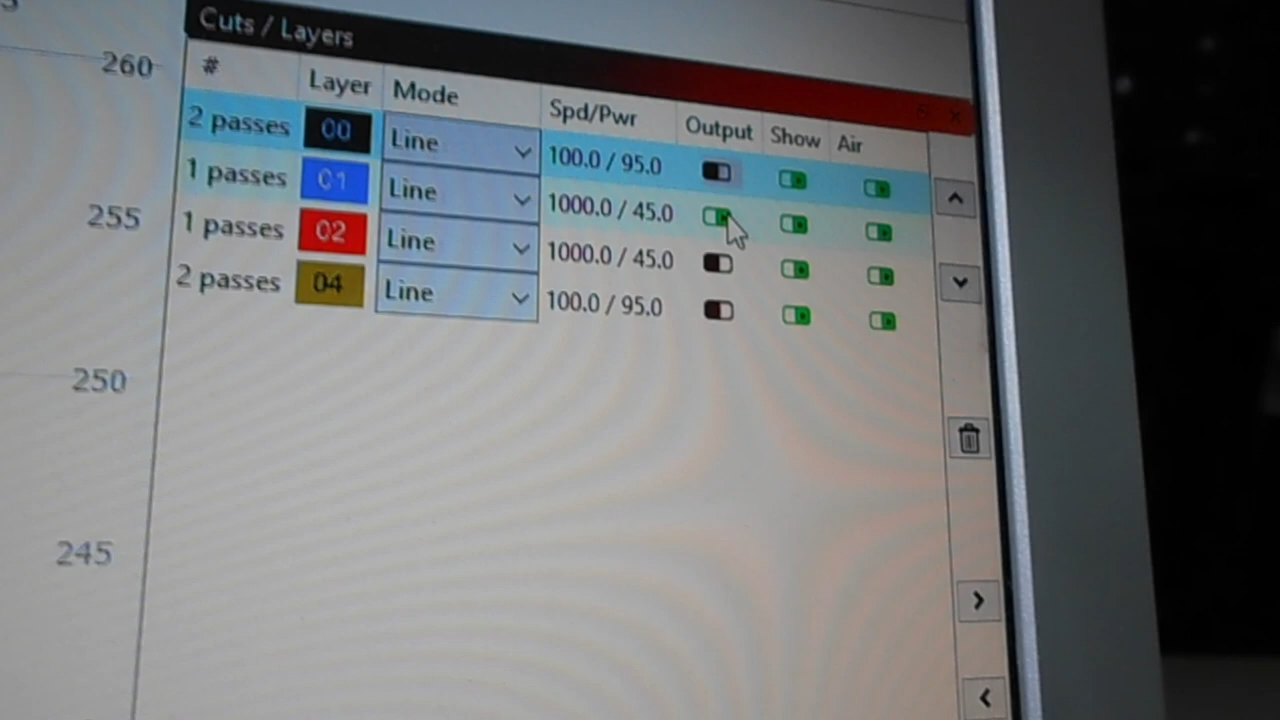 Cuts / Layers
# Layer Mode Spd/Pwr Output Show Air
2 passes 00 Line 100.0 / 95.0
1 passes 01 Line 1000.0 / 45.0
1 passes 02 Line 1000.0 / 45.0
2 passes 04 Line 100.0 / 95.0
260
255
250
245